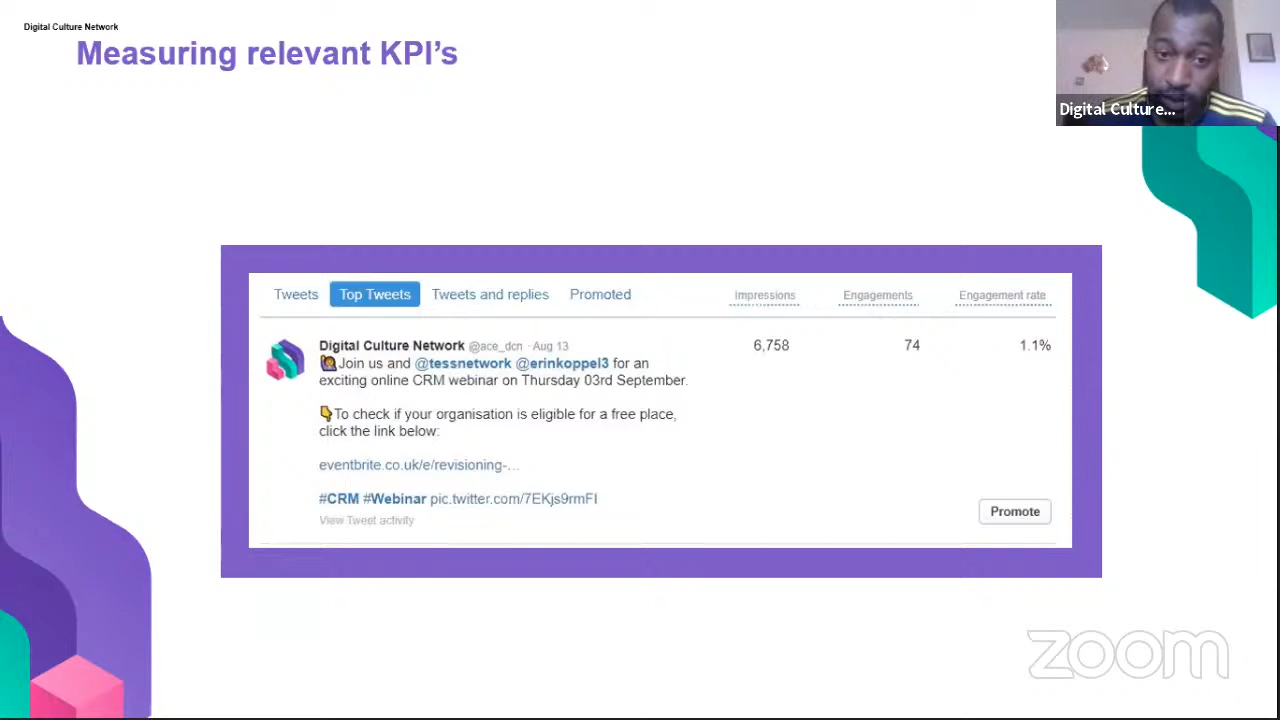 Digital Culture Network
Measuring relevant KPI’s
Digital Culture...
Tweets Top Tweets Tweets and replies Promoted Impressions Engagements Engagement rate
Digital Culture Network @ace_dcn · Aug 13 6,758 74 1.1%
🙋Join us and @tessnetwork @erinkoppel3 for an
exciting online CRM webinar on Thursday 03rd September.
👇To check if your organisation is eligible for a free place,
click the link below:
eventbrite.co.uk/e/revisioning-...
#CRM #Webinar pic.twitter.com/7EKjs9rmFI
View Tweet activity
Promote
zoom